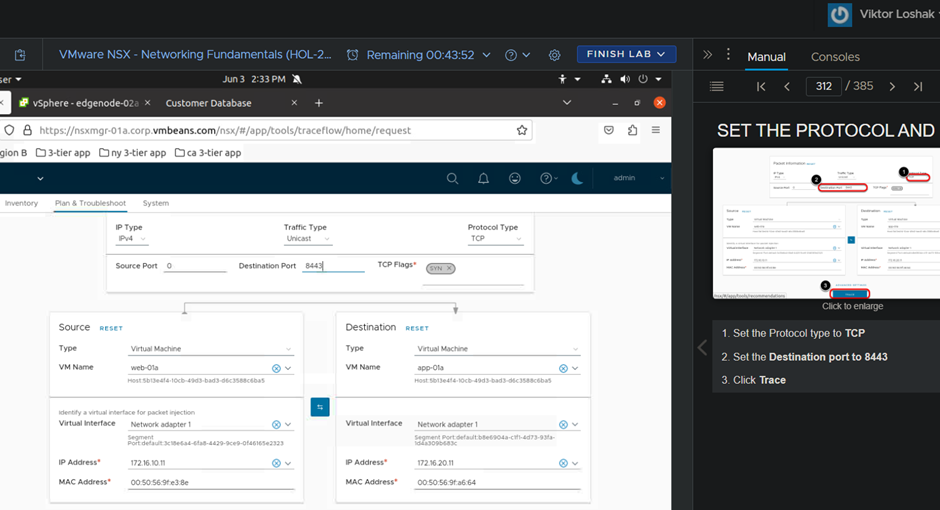 Viktor Loshak
VMware NSX - Networking Fundamentals (HOL-2...
Remaining 00:43:52
FINISH LAB
Manual
Consoles
ser
Jun 3 2:33 PM
312 / 385
vSphere - edgenode-02a
Customer Database
https://nsxmgr-01a.corp.vmbeans.com/nsx/#/app/tools/traceflow/home/request
gion B
3-tier app
ny 3-tier app
ca 3-tier app
admin
Inventory
Plan & Troubleshoot
System
IP Type
Traffic Type
Protocol Type
IPv4
Unicast
TCP
Source Port 0
Destination Port 8443
TCP Flags*
SYN
Source RESET
Type
Virtual Machine
VM Name
web-01a
Host:5b13e4f4-10cb-49d3-bad3-d6c3588c6ba5
Identify a virtual interface for packet injection
Virtual Interface
Network adapter 1
Segment
Port:default:3c18e6a4-6fa8-4429-9ce9-0f46165e2323
IP Address*
172.16.10.11
MAC Address*
00:50:56:9f:e3:8e
Destination RESET
Type
Virtual Machine
VM Name
app-01a
Host:5b13e4f4-10cb-49d3-bad3-d6c3588c6ba5
Virtual Interface
Network adapter 1
Segment Port:default:b8e6904a-c1f1-4d73-93fa-
1d4a309b683c
IP Address*
172.16.20.11
MAC Address*
00:50:56:9f:a6:64
SET THE PROTOCOL AND
Click to enlarge
1. Set the Protocol type to TCP
2. Set the Destination port to 8443
3. Click Trace